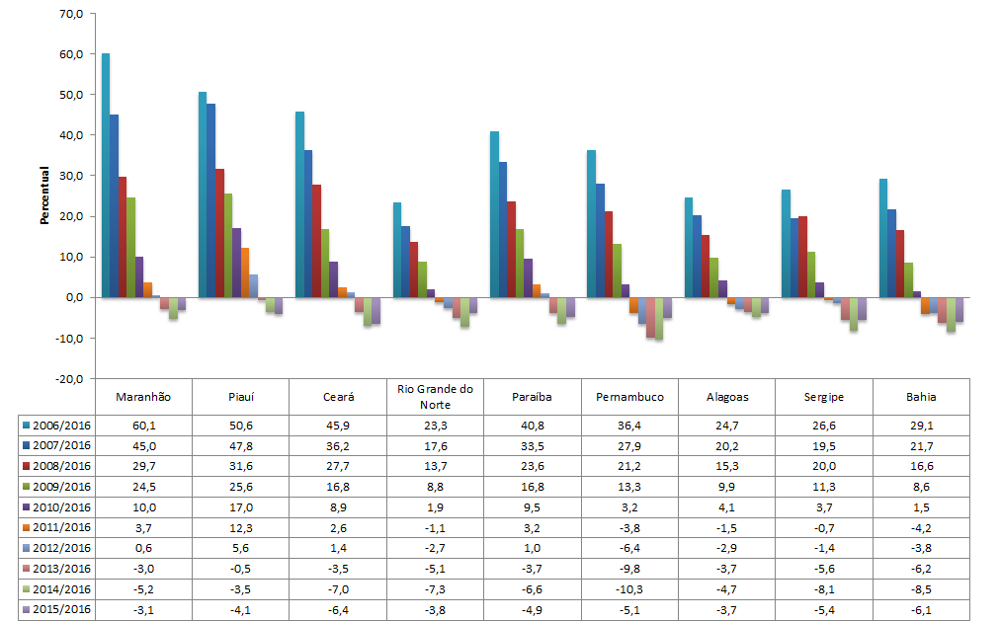 70,0
60,0
50,0
40,0
30,0
20,0
10,0
0,0
-10,0
-20,0
Percentual
Maranhão Piauí Ceará Rio Grande do Norte Paraíba Pernambuco Alagoas Sergipe Bahia
2006/2016 60,1 50,6 45,9 23,3 40,8 36,4 24,7 26,6 29,1
2007/2016 45,0 47,8 36,2 17,6 33,5 27,9 20,2 19,5 21,7
2008/2016 29,7 31,6 27,7 13,7 23,6 21,2 15,3 20,0 16,6
2009/2016 24,5 25,6 16,8 8,8 16,8 13,3 9,9 11,3 8,6
2010/2016 10,0 17,0 8,9 1,9 9,5 3,2 4,1 3,7 1,5
2011/2016 3,7 12,3 2,6 -1,1 3,2 -3,8 -1,5 -0,7 -4,2
2012/2016 0,6 5,6 1,4 -2,7 1,0 -6,4 -2,9 -1,4 -3,8
2013/2016 -3,0 -0,5 -3,5 -5,1 -3,7 -9,8 -3,7 -5,6 -6,2
2014/2016 -5,2 -3,5 -7,0 -7,3 -6,6 -10,3 -4,7 -8,1 -8,5
2015/2016 -3,1 -4,1 -6,4 -3,8 -4,9 -5,1 -3,7 -5,4 -6,1